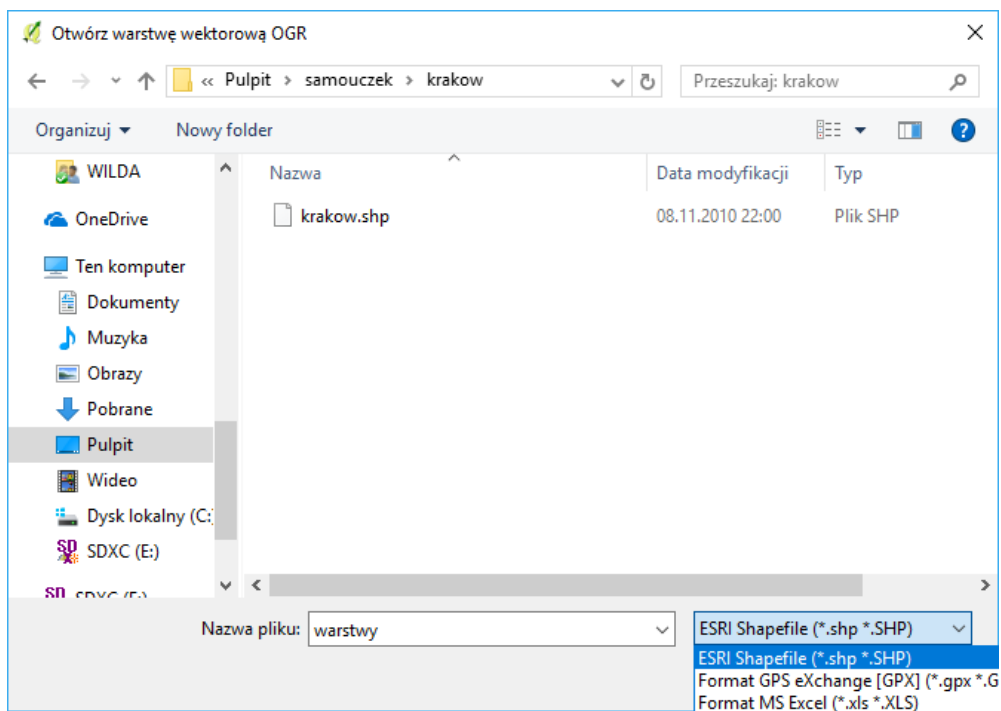 Otwórz warstwę wektorową OGR
« Pulpit > samouczek > krakow
Przeszukaj: krakow
Organizuj
Nowy folder
WILDA
OneDrive
Ten komputer
Dokumenty
Muzyka
Obrazy
Pobrane
Pulpit
Wideo
Dysk lokalny (C:)
SDXC (E:)
SDXC (E:)
Nazwa
Data modyfikacji
Typ
krakow.shp
08.11.2010 22:00
Plik SHP
Nazwa pliku:
warstwy
ESRI Shapefile (*.shp *.SHP)
ESRI Shapefile (*.shp *.SHP)
Format GPS eXchange [GPX] (*.gpx *.G
Format MS Excel (*.xls *.XLS)